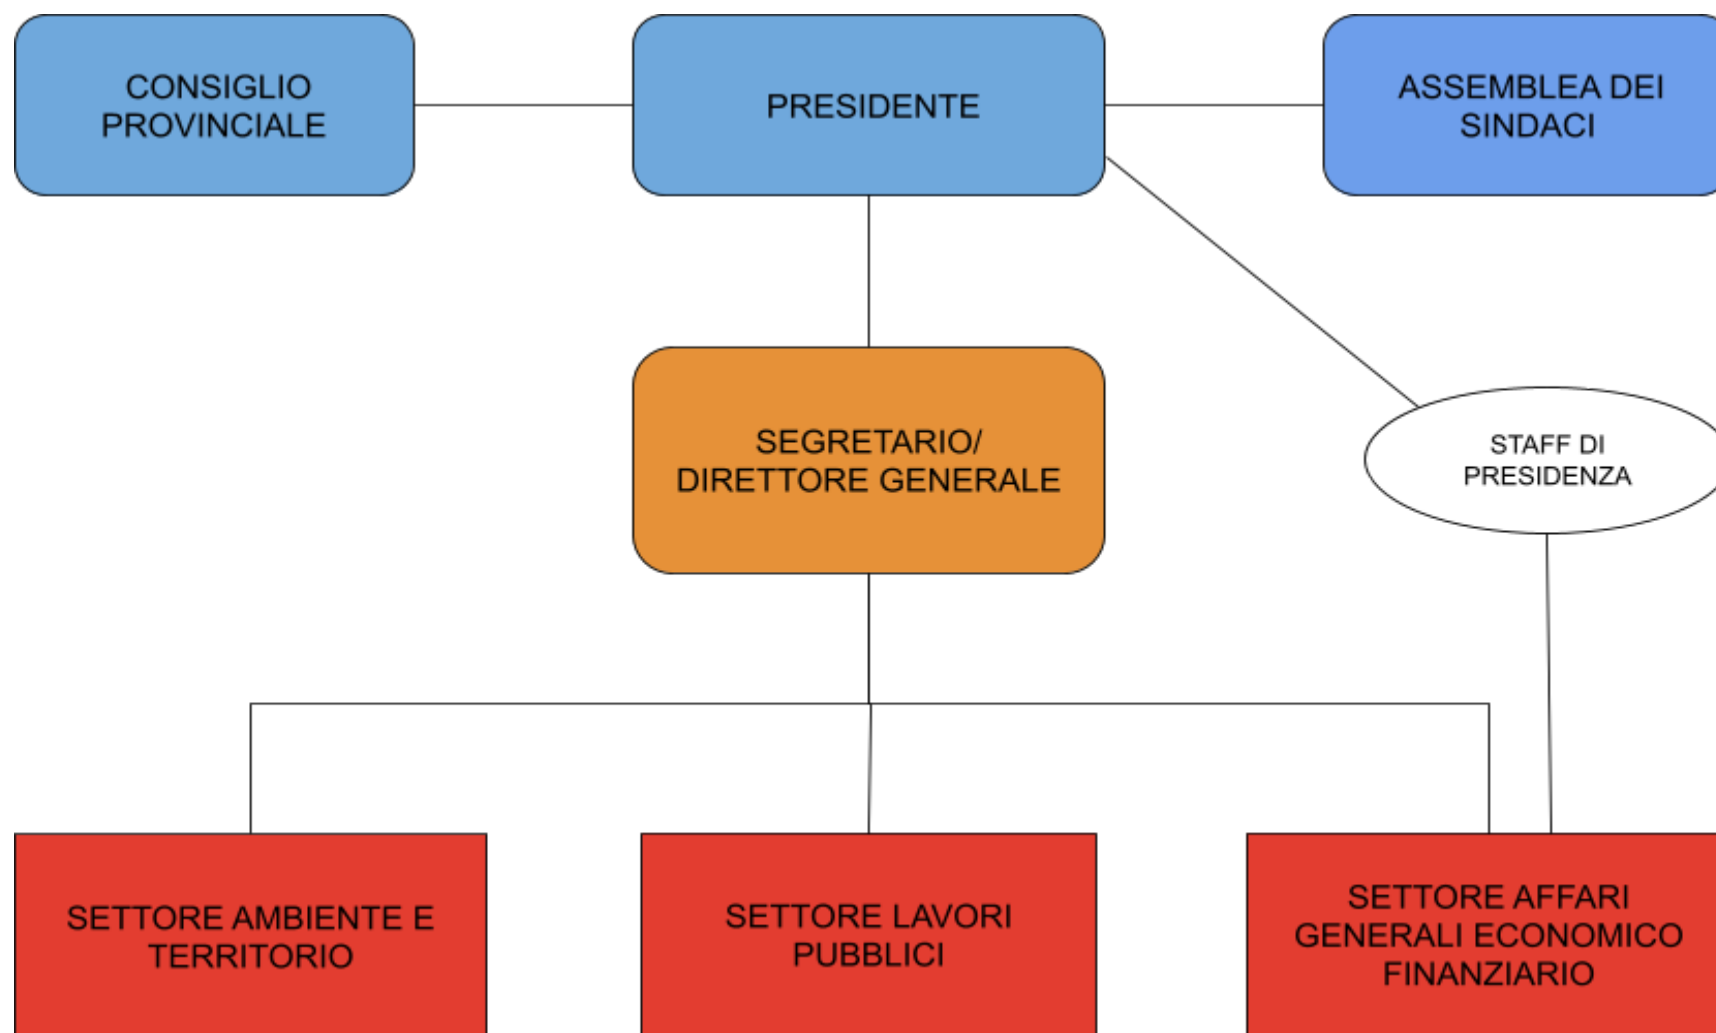 CONSIGLIO
PROVINCIALE
PRESIDENTE
ASSEMBLEA DEI
SINDACI
SEGRETARIO/
DIRETTORE GENERALE
STAFF DI
PRESIDENZA
SETTORE AMBIENTE E
TERRITORIO
SETTORE LAVORI
PUBBLICI
SETTORE AFFARI
GENERALI ECONOMICO
FINANZIARIO